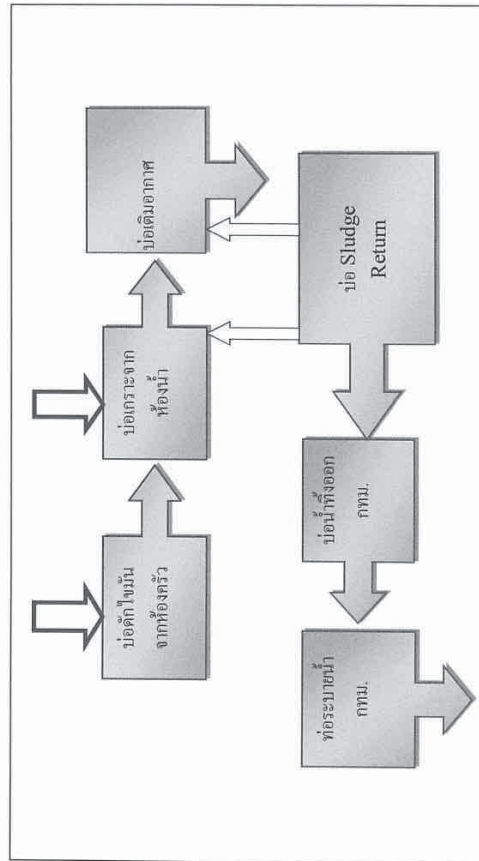 บ่อดักไขมัน
จากห้องครัว
บ่อเกราะจาก
ห้องน้ำ
บ่อเติมอากาศ
บ่อ Sludge
Return
บ่อน้ำทิ้งออก
กทม.
ท่อระบายน้ำ
กทม.